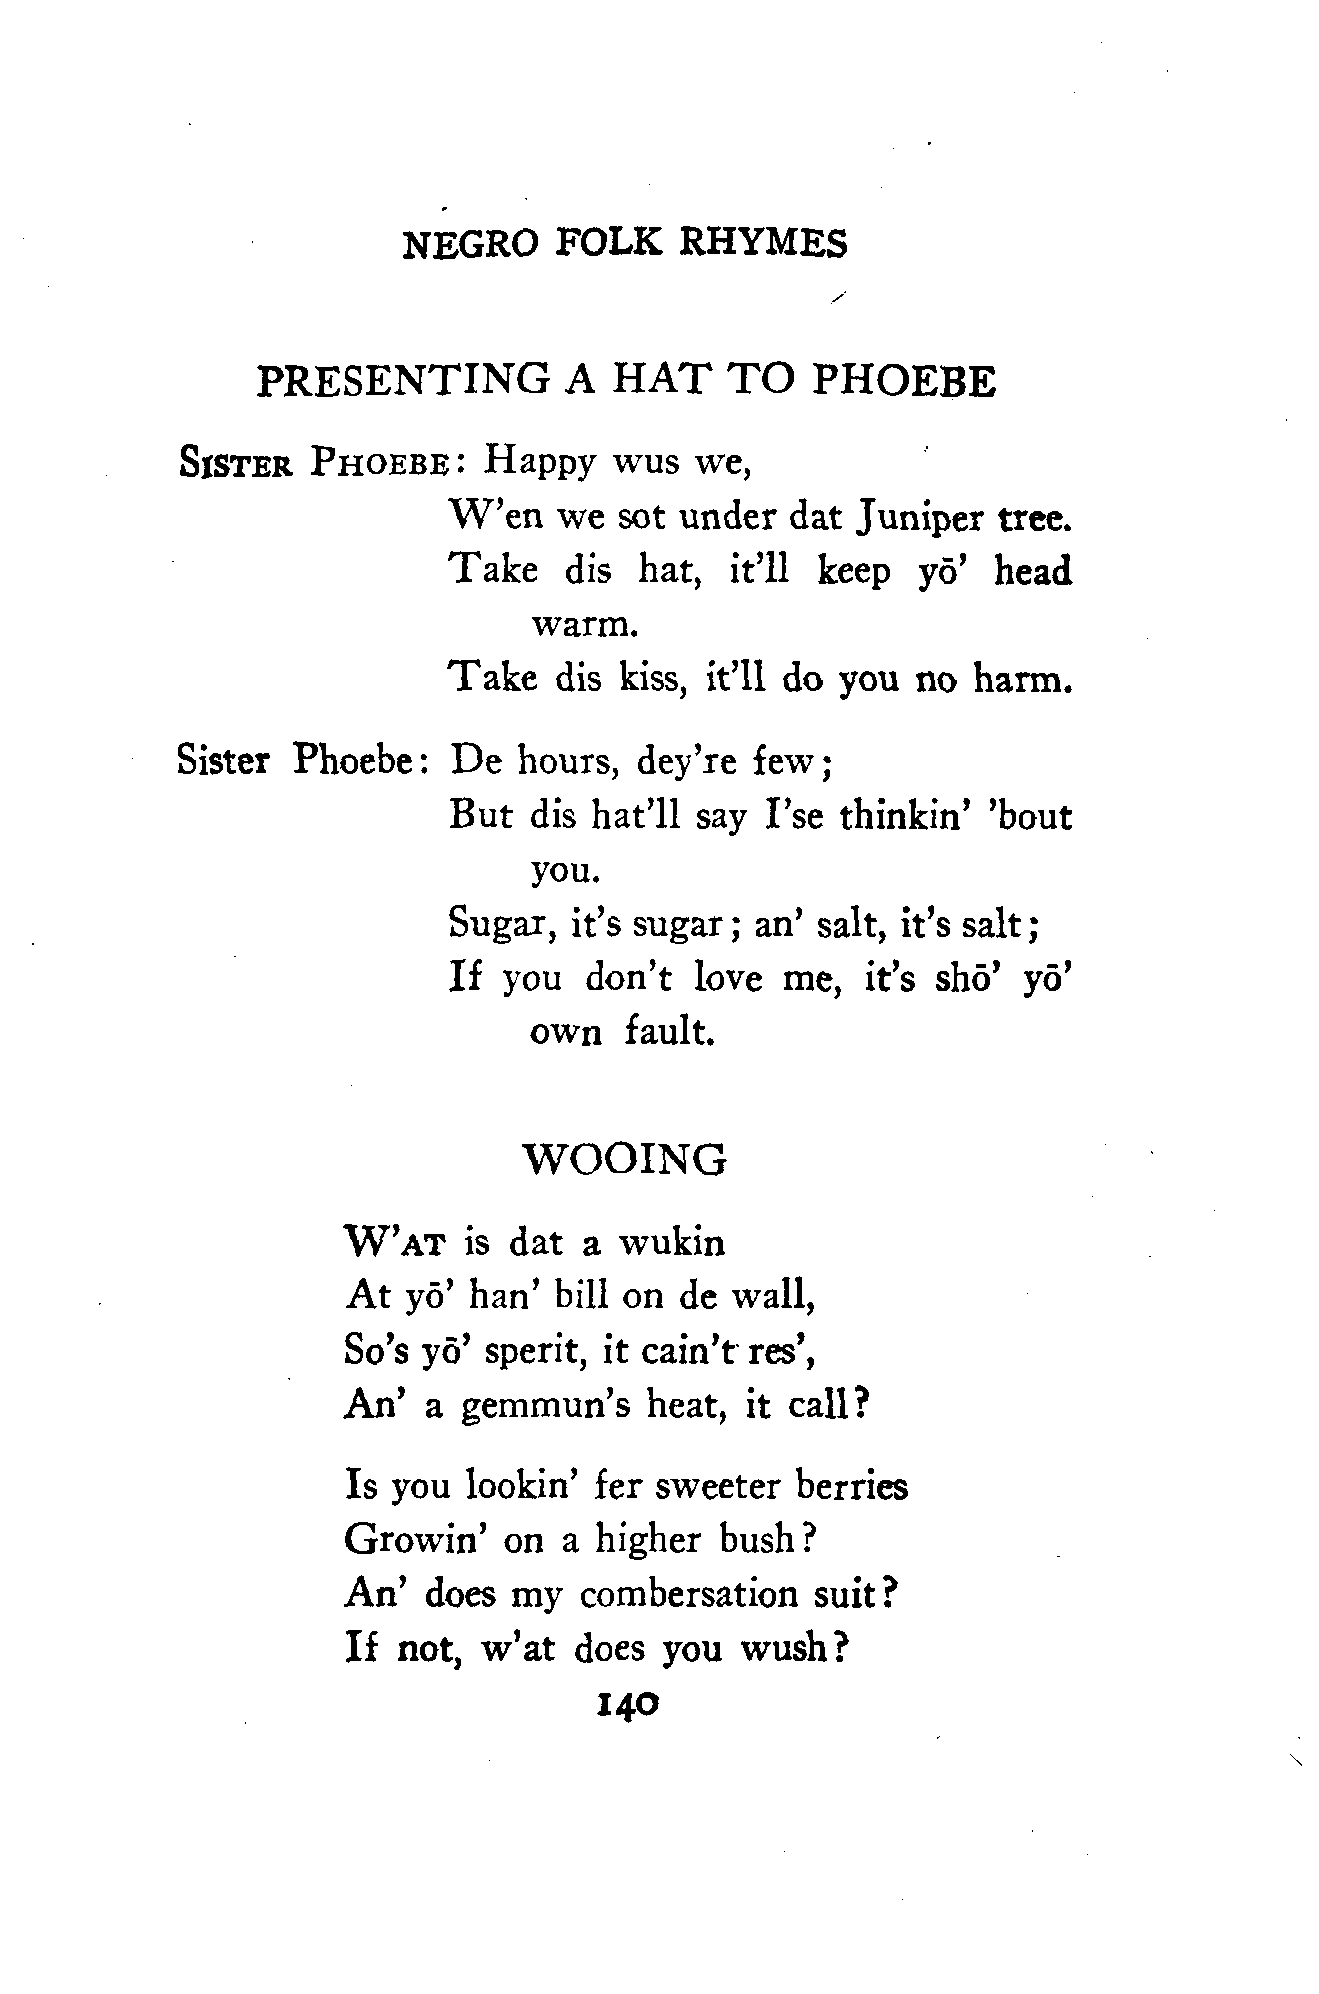 NEGRO FOLK RHYMES
PRESENTING A HAT TO PHOEBE
SISTER PHOEBE: Happy wus we,
W'en we sot under dat Juniper tree.
Take dis hat, it'll keep yō' head
warm.
Take dis kiss, it'll do you no harm.
Sister Phoebe: De hours, dey're few;
But dis hat'll say I'se thinkin' 'bout
you.
Sugar, it's sugar; an' salt, it's salt;
If you don't love me, it's shō' yō'
own fault.
WOOING
W'AT is dat a wukin
At yō' han' bill on de wall,
So's yō' sperit, it cain't res',
An' a gemmun's heat, it call?
Is you lookin' fer sweeter berries
Growin' on a higher bush?
An' does my combersation suit?
If not, w'at does you wush?
140